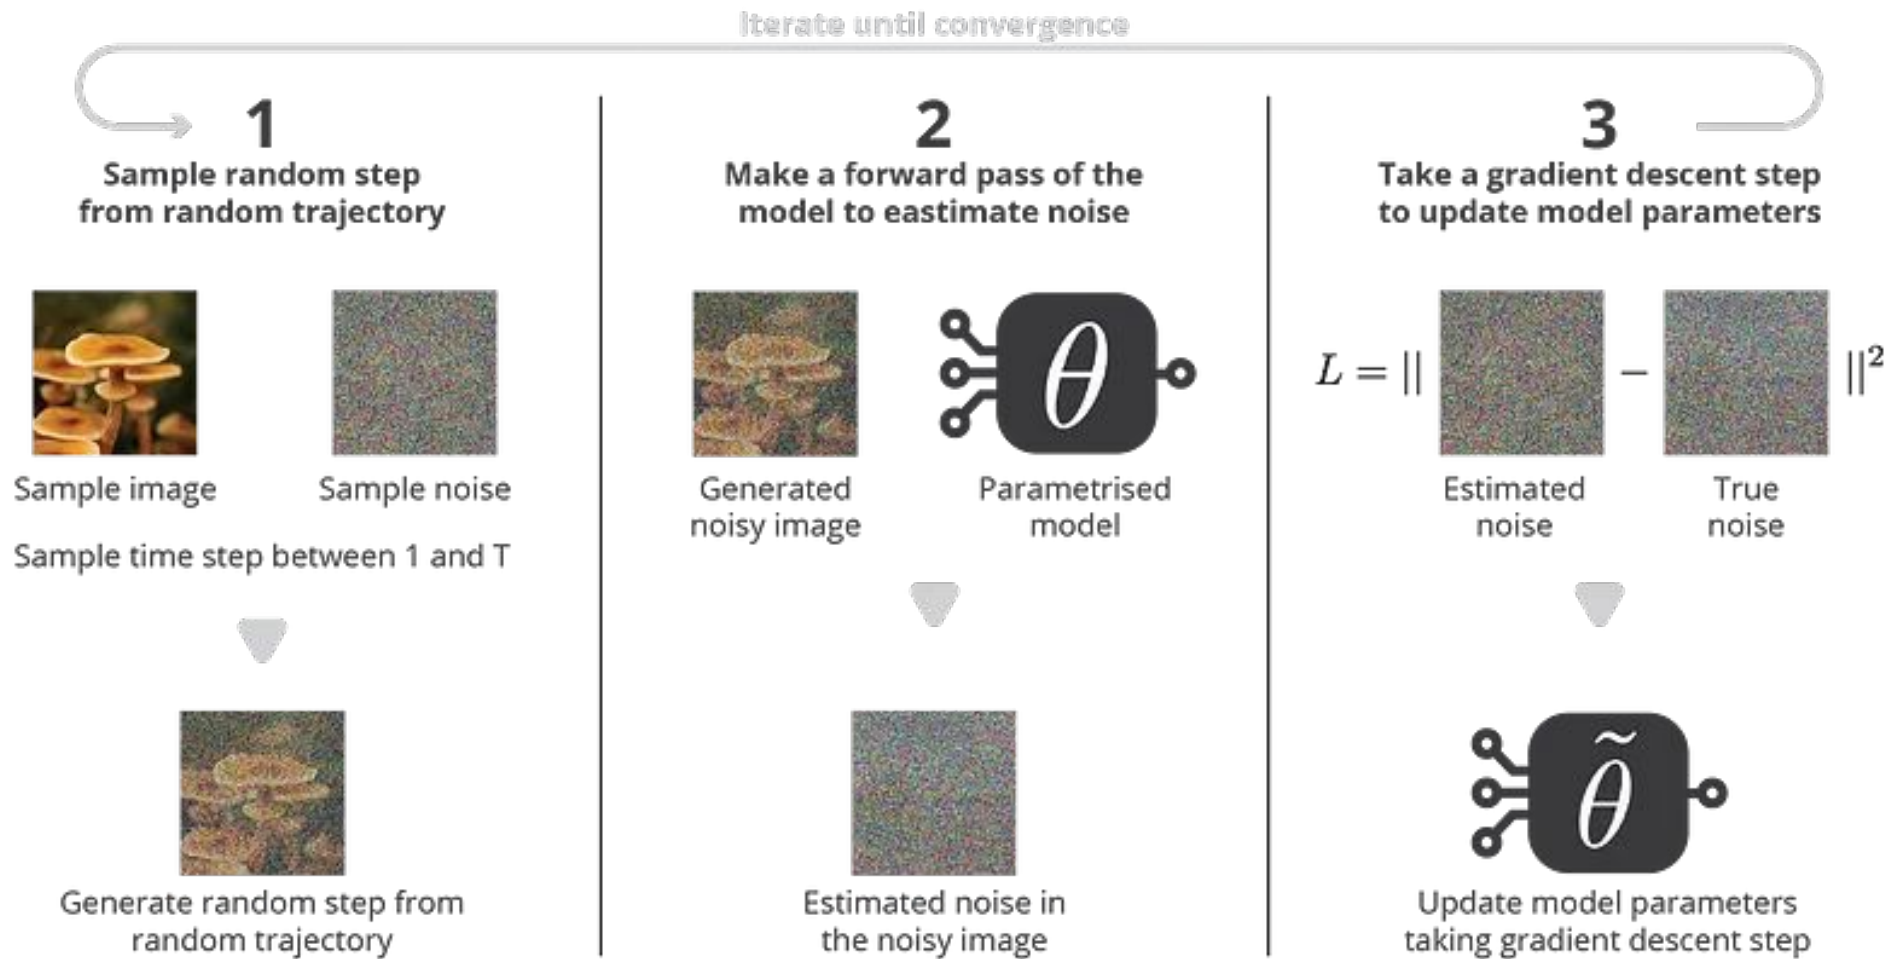 Iterate until convergence
1
Sample random step
from random trajectory
Sample image
Sample noise
Sample time step between 1 and T
Generate random step from
random trajectory
2
Make a forward pass of the
model to eastimate noise
θ
Generated
noisy image
Parametrised
model
Estimated noise in
the noisy image
3
Take a gradient descent step
to update model parameters
L = || − ||²
Estimated
noise
True
noise
θ̃
Update model parameters
taking gradient descent step